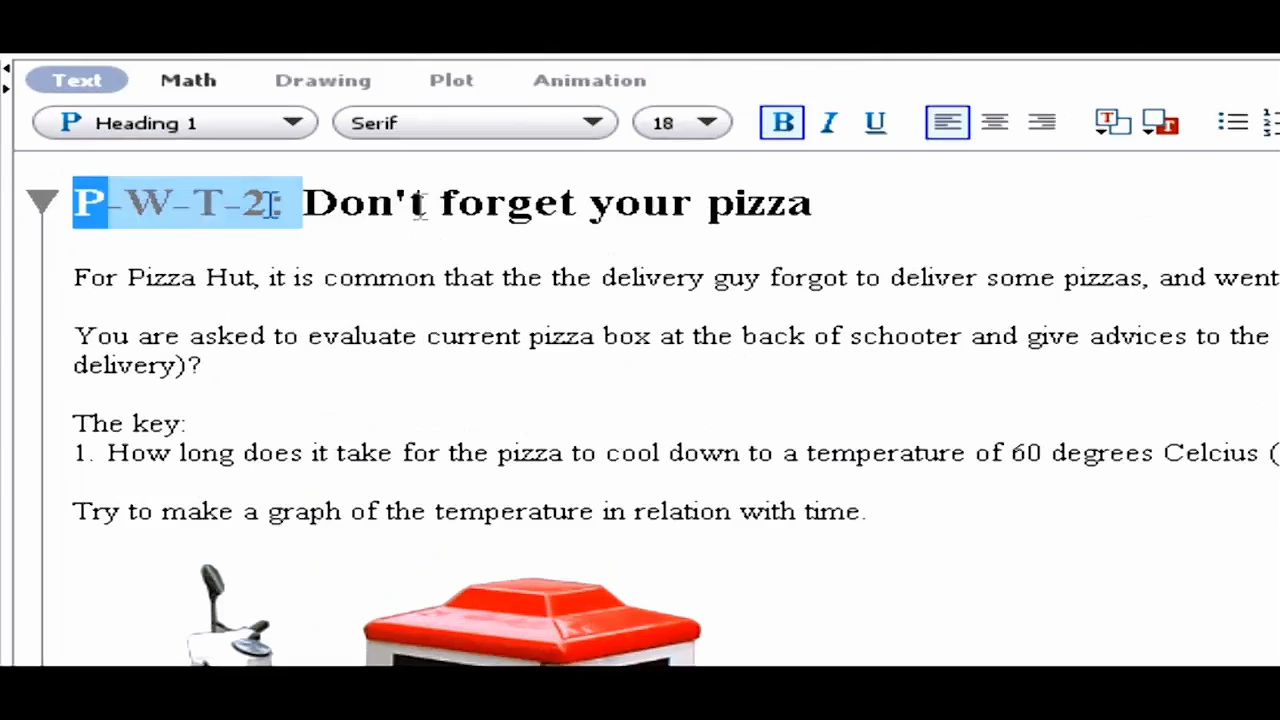 Text Math Drawing Plot Animation
P Heading 1 Serif 18 B I U
P-W-T-2: Don't forget your pizza
For Pizza Hut, it is common that the the delivery guy forgot to deliver some pizzas, and went
You are asked to evaluate current pizza box at the back of schooter and give advices to the
delivery)?
The key:
1. How long does it take for the pizza to cool down to a temperature of 60 degrees Celcius (
Try to make a graph of the temperature in relation with time.